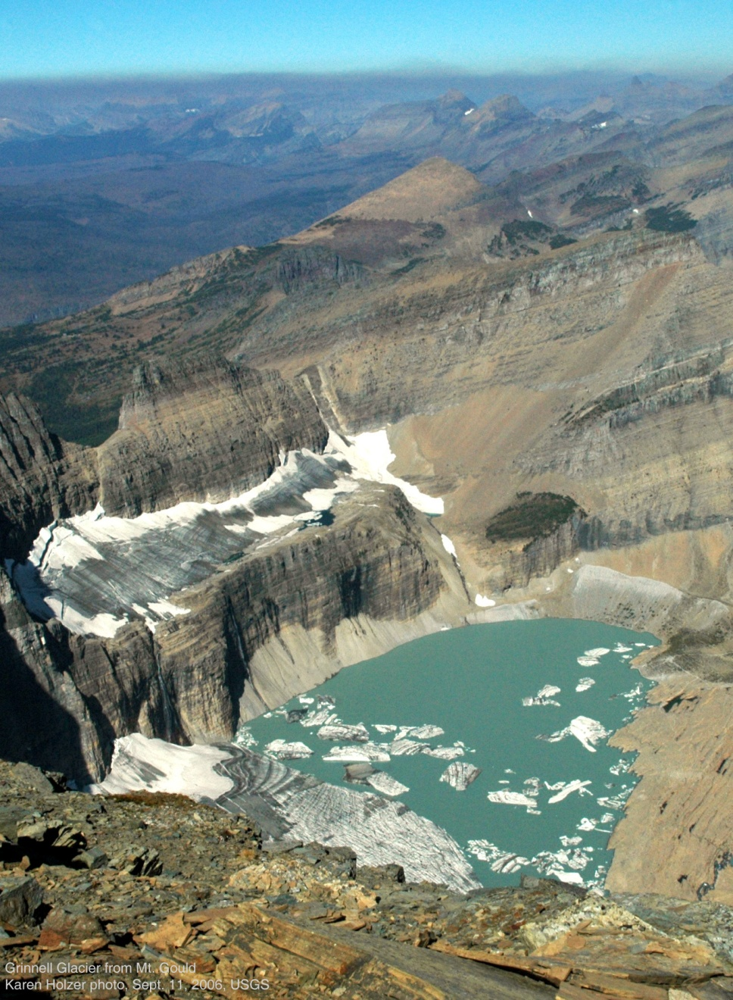 Grinnell Glacier from Mt. Gould
Karen Holzer photo, Sept. 11, 2006, USGS